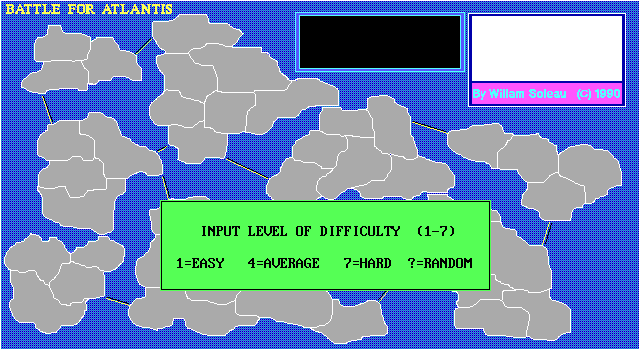 BATTLE FOR ATLANTIS
By Willam Soleau (C) 1990
INPUT LEVEL OF DIFFICULTY (1-7)
1=EASY 4=AVERAGE 7=HARD ?=RANDOM